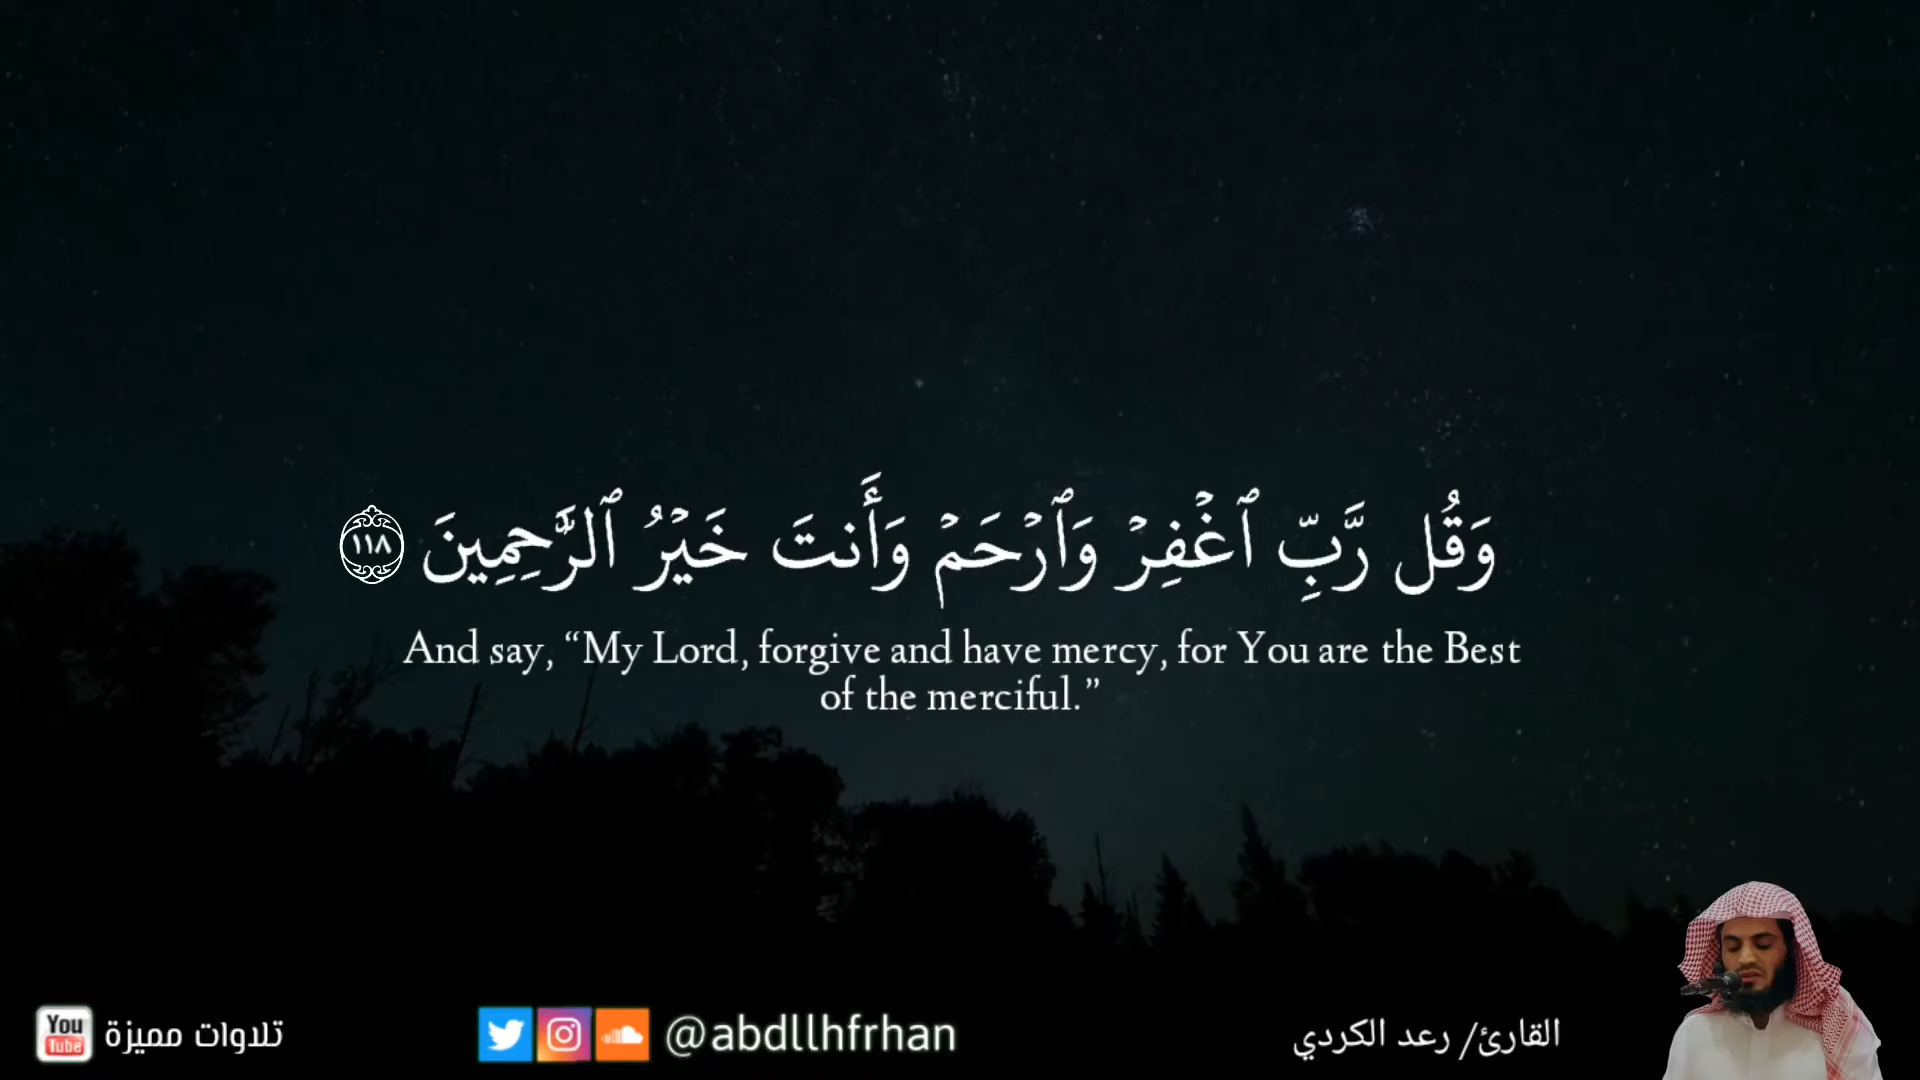 وَقُل رَّبِّ ٱغْفِرْ وَٱرْحَمْ وَأَنتَ خَيْرُ ٱلرَّٰحِمِينَ ١١٨
And say, “My Lord, forgive and have mercy, for You are the Best
of the merciful.”
You
Tube
تلاوات مميزة
@abdllhfrhan
القارئ/ رعد الكردي